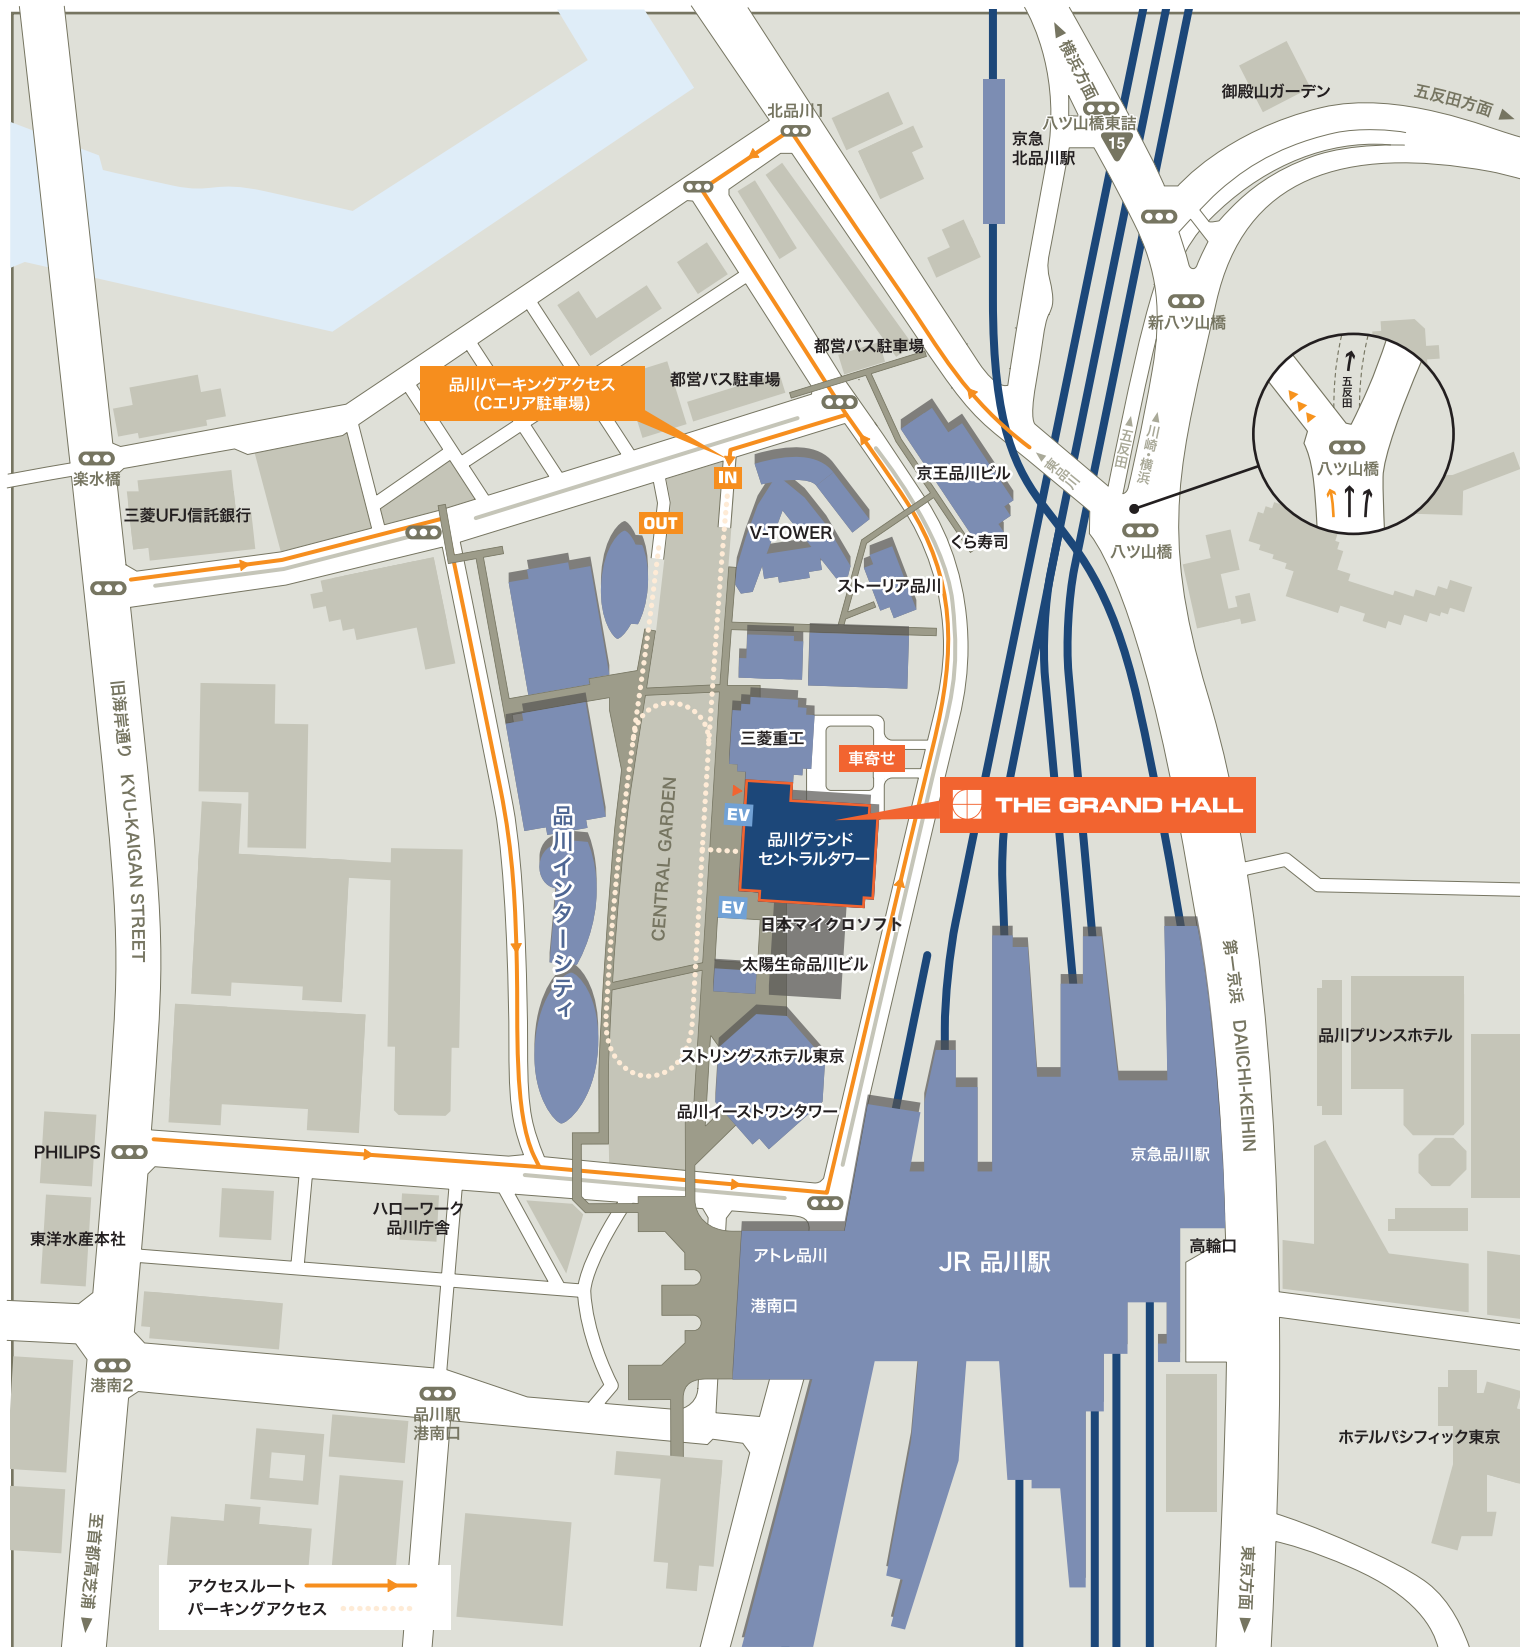 横浜方面
御殿山ガーデン
五反田方面
北品川1
八ツ山橋東詰
15
京急
北品川駅
新八ツ山橋
都営バス駐車場
都営バス駐車場
品川パーキングアクセス
（Cエリア駐車場）
五反田
八ツ山橋
川崎・横浜
五反田
東品川
楽水橋
京王品川ビル
IN
三菱UFJ信託銀行
OUT
V-TOWER
くら寿司
八ツ山橋
ストーリア品川
旧海岸通り KYU-KAIGAN STREET
三菱重工
車寄せ
THE GRAND HALL
EV
品川グランド
セントラルタワー
品川インターシティ
CENTRAL GARDEN
EV
日本マイクロソフト
太陽生命品川ビル
第一京浜 DAIICHI-KEIHIN
品川プリンスホテル
ストリングスホテル東京
品川イーストワンタワー
PHILIPS
京急品川駅
ハローワーク
品川庁舎
東洋水産本社
アトレ品川
JR 品川駅
高輪口
港南口
港南2
品川駅
港南口
ホテルパシフィック東京
至首都高芝浦
東京方面
アクセスルート
パーキングアクセス